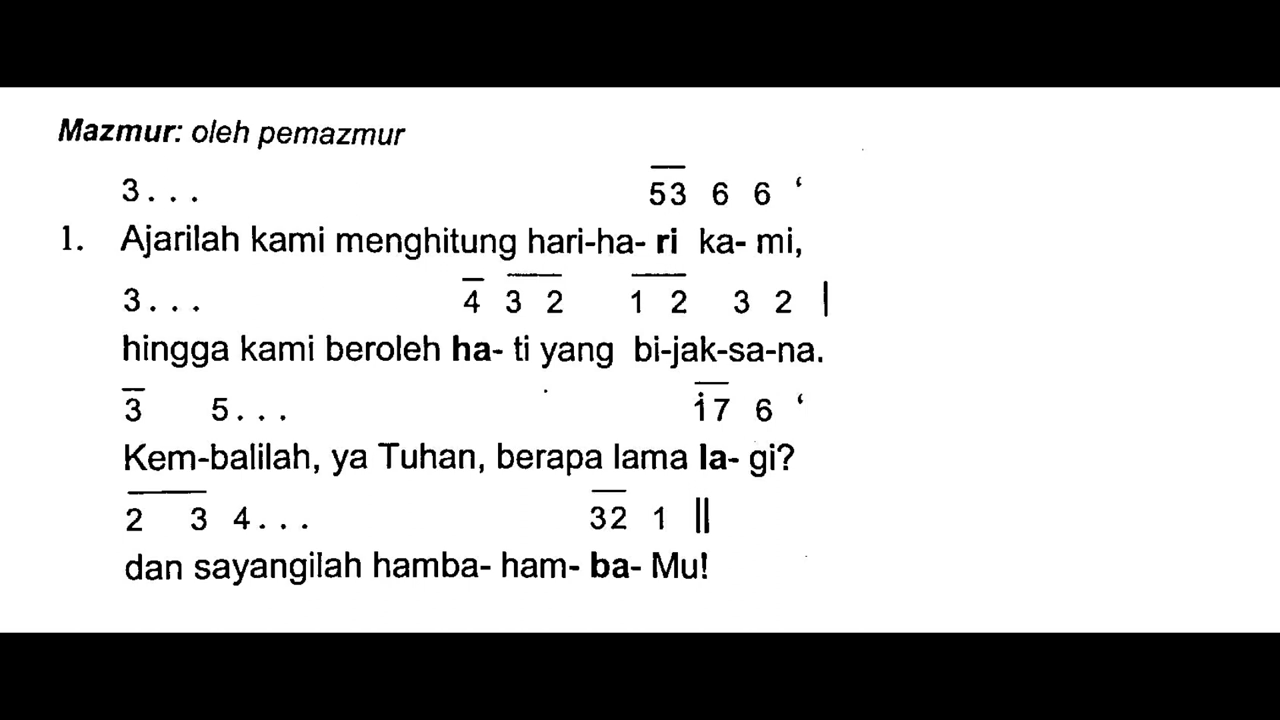 Mazmur: oleh pemazmur
3... 53 6 6 ‘
1. Ajarilah kami menghitung hari-ha- ri ka- mi,
3... 4 3 2 1 2 3 2 |
hingga kami beroleh ha- ti yang bi-jak-sa-na.
3 5... i7 6 ‘
Kem-balilah, ya Tuhan, berapa lama la- gi?
2 3 4... 32 1 ||
dan sayangilah hamba- ham- ba- Mu!